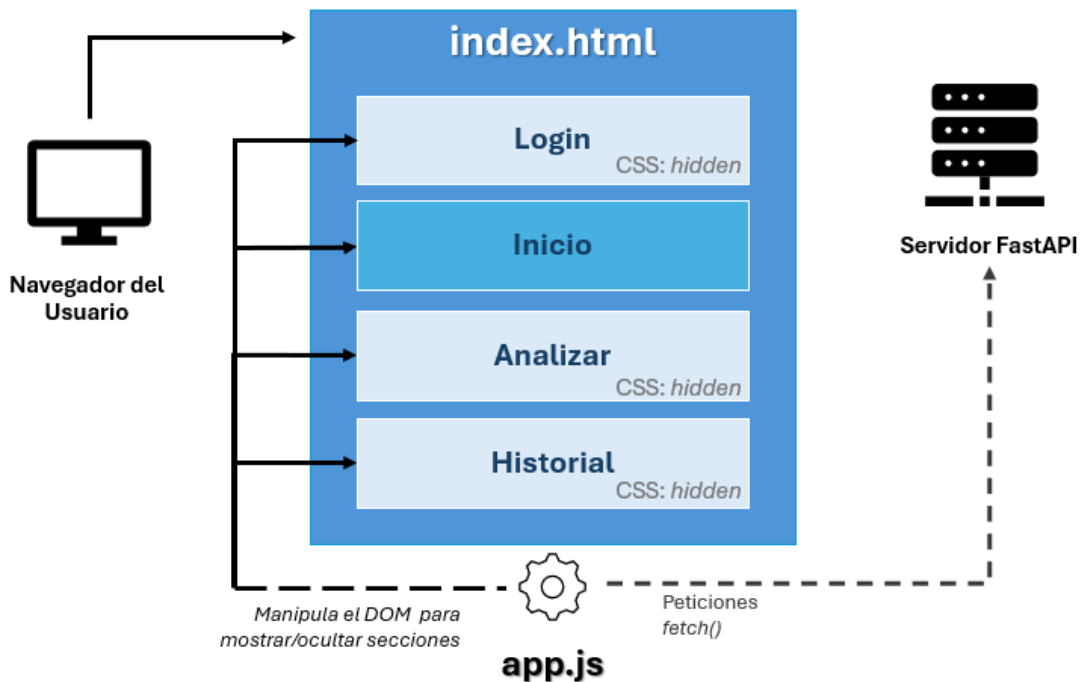 index.html
Login
CSS: hidden
Inicio
Servidor FastAPI
Navegador del
Usuario
Analizar
CSS: hidden
Historial
CSS: hidden
Manipula el DOM para
mostrar/ocultar secciones
Peticiones
fetch()
app.js